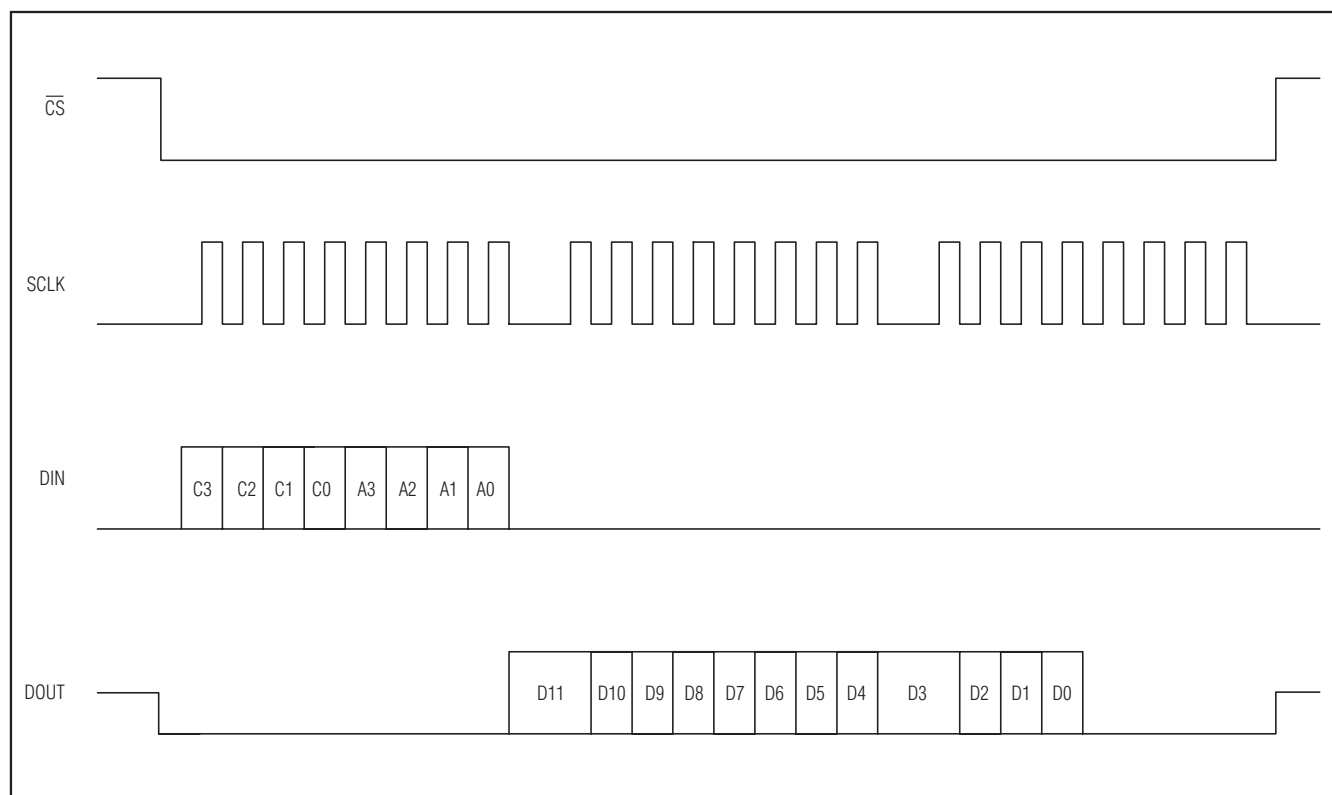 C̅S̅
SCLK
DIN
C3 C2 C1 C0 A3 A2 A1 A0
DOUT
D11 D10 D9 D8 D7 D6 D5 D4 D3 D2 D1 D0